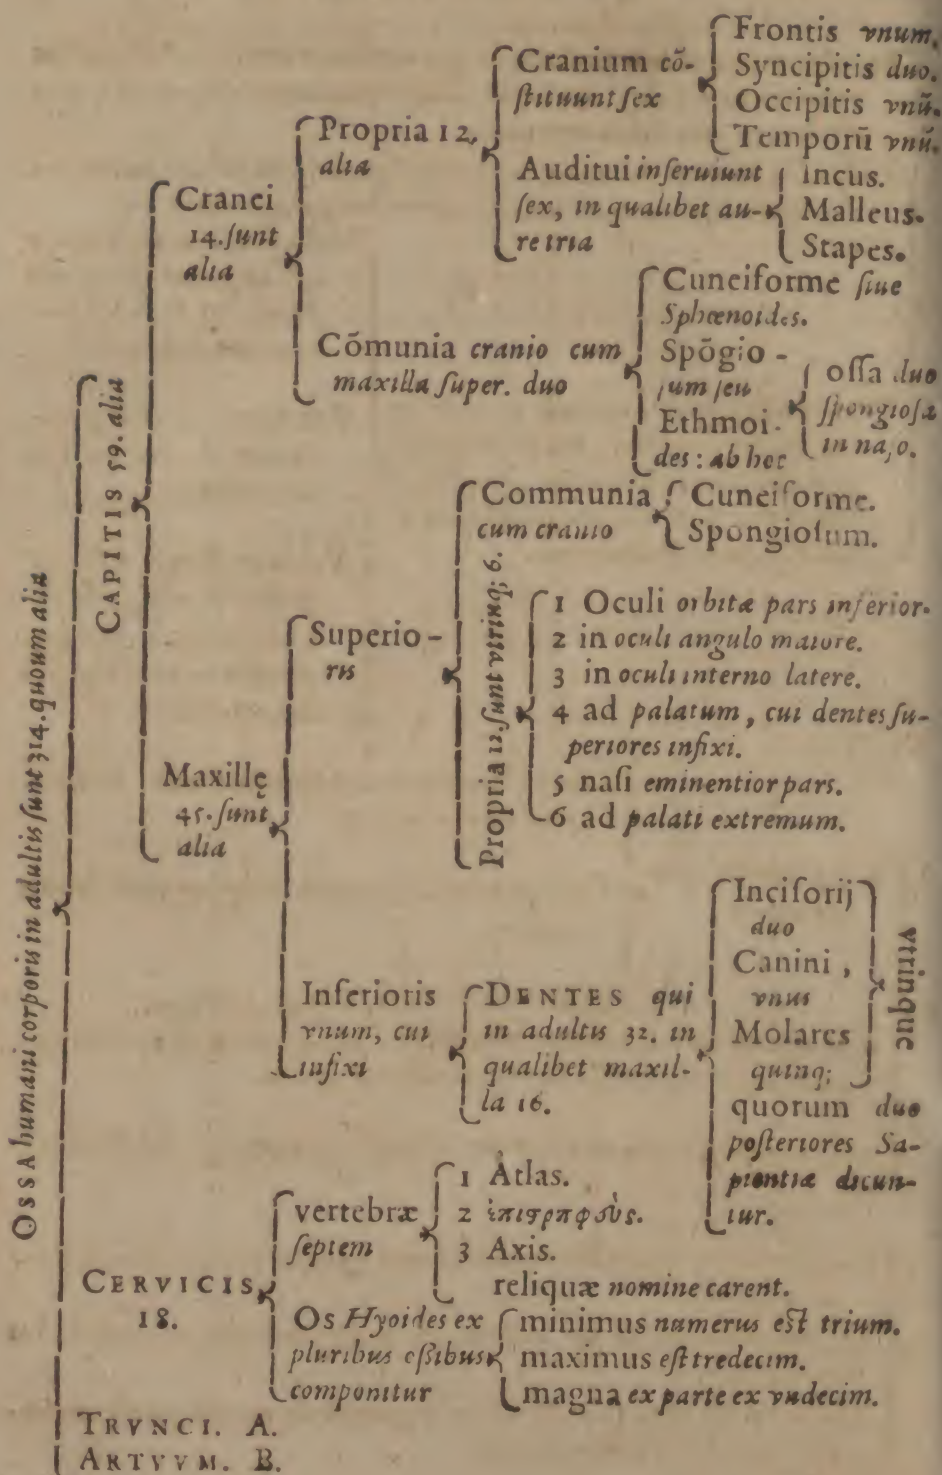 OssA humani corporis in adultis sunt 314. quoum alia
CAPITIS 59. alia
Cranei
14. sunt
alia
Propria 12.
alia
Cranium cõ-
stituunt sex
Frontis vnum.
Syncipitis duo.
Occipitis vnũ.
Temporũ vnũ.
Auditui inseruiunt
sex, in qualibet au-
re tria
Incus.
Malleus.
Stapes.
Cõmunia cranio cum
maxilla super. duo
Cuneiforme siue
Sphœnoides.
Spõgio-
sum seu
Ethmoi-
des: ab hoc
ossa duo
spongiosa
in naso.
Maxillę
45. sunt
alia
Superio-
ris
Communia
cum cranio
Cuneiforme.
Spongiosum.
Propria 12. sunt vtrinq; 6.
1 Oculi orbitæ pars inferior.
2 in oculi angulo maiore.
3 in oculi interno latere.
4 ad palatum, cui dentes su-
periores infixi.
5 nasi eminentior pars.
6 ad palati extremum.
Inferioris
vnum, cui
infixi
DENTES qui
in adultis 32. in
qualibet maxil-
la 16.
Incisorij
duo
Canini,
vnus
Molares
quinq;
vtrinque
quorum duo
posteriores Sa-
pientiæ dicun-
tur.
CERVICIS
18.
vertebræ
septem
1 Atlas.
2
3 Axis.
reliquæ nomine carent.
Os Hyoides ex
pluribus ossibus
componitur
minimus numerus est trium.
maximus est tredecim.
magna ex parte ex vndecim.
TRVNCI. A.
ARTVVM. B.